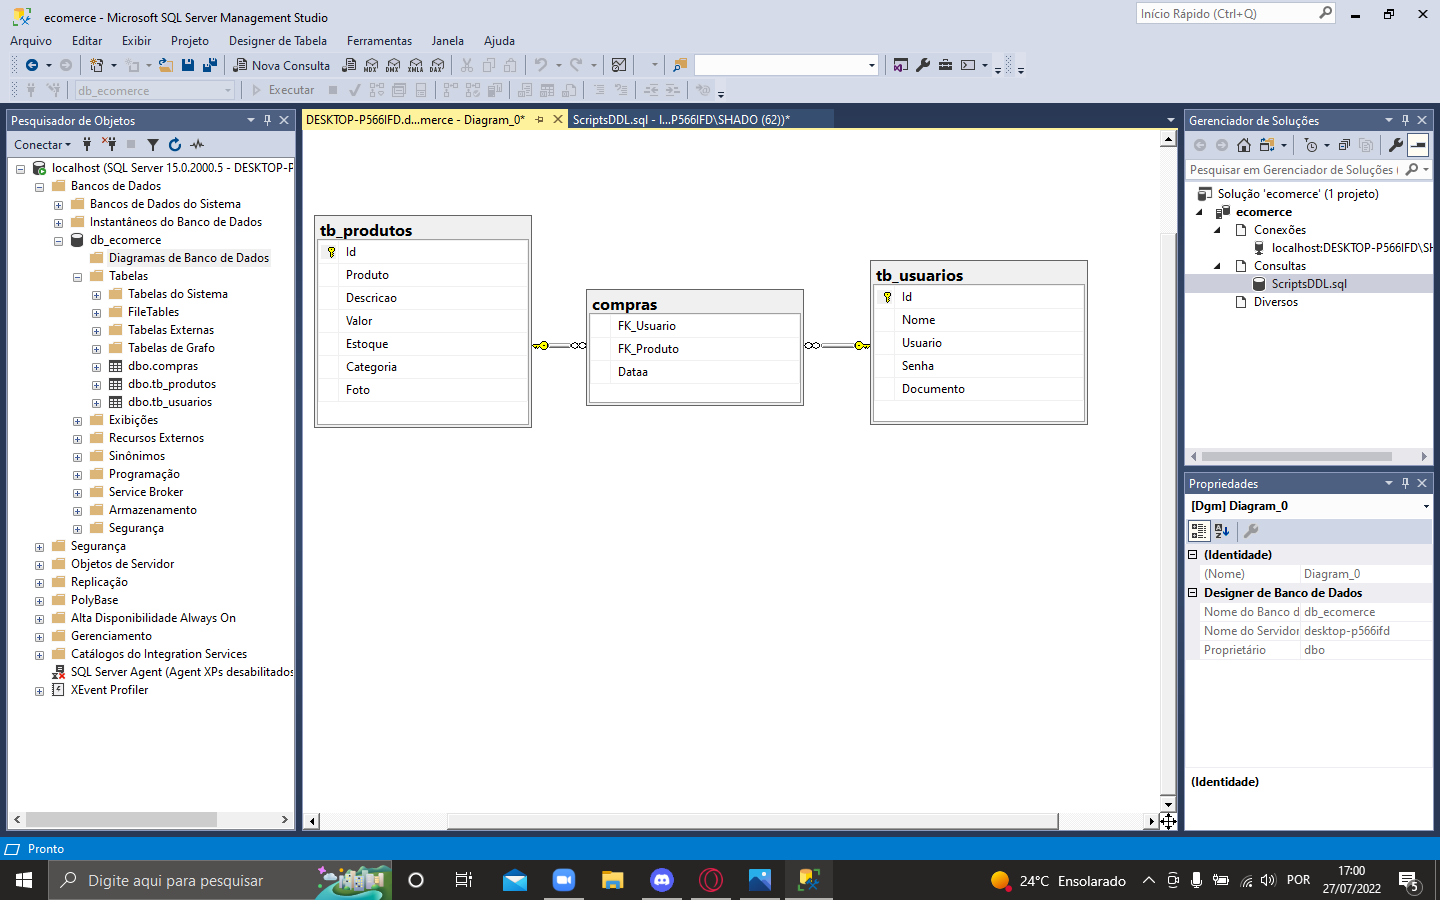 ecomerce - Microsoft SQL Server Management Studio
Início Rápido (Ctrl+Q)
Arquivo Editar Exibir Projeto Designer de Tabela Ferramentas Janela Ajuda
Nova Consulta MDX DMX XMLA DAX
db_ecomerce Executar
Pesquisador de Objetos
Conectar
localhost (SQL Server 15.0.2000.5 - DESKTOP-P
Bancos de Dados
Bancos de Dados do Sistema
Instantâneos do Banco de Dados
db_ecomerce
Diagramas de Banco de Dados
Tabelas
Tabelas do Sistema
FileTables
Tabelas Externas
Tabelas de Grafo
dbo.compras
dbo.tb_produtos
dbo.tb_usuarios
Exibições
Recursos Externos
Sinônimos
Programação
Service Broker
Armazenamento
Segurança
Segurança
Objetos de Servidor
Replicação
PolyBase
Alta Disponibilidade Always On
Gerenciamento
Catálogos do Integration Services
SQL Server Agent (Agent XPs desabilitados
XEvent Profiler
DESKTOP-P566IFD.d...merce - Diagram_0*
ScriptsDDL.sql - l...P566IFD\SHADO (62))*
tb_produtos
Id
Produto
Descricao
Valor
Estoque
Categoria
Foto
compras
FK_Usuario
FK_Produto
Dataa
tb_usuarios
Id
Nome
Usuario
Senha
Documento
Gerenciador de Soluções
Pesquisar em Gerenciador de Soluções (
Solução 'ecomerce' (1 projeto)
ecomerce
Conexões
localhost:DESKTOP-P566IFD\SH
Consultas
ScriptsDDL.sql
Diversos
Propriedades
[Dgm] Diagram_0
(Identidade)
(Nome) Diagram_0
Designer de Banco de Dados
Nome do Banco d db_ecomerce
Nome do Servidor desktop-p566ifd
Proprietário dbo
(Identidade)
Pronto
Digite aqui para pesquisar
24°C Ensolarado
POR
17:00
27/07/2022
5